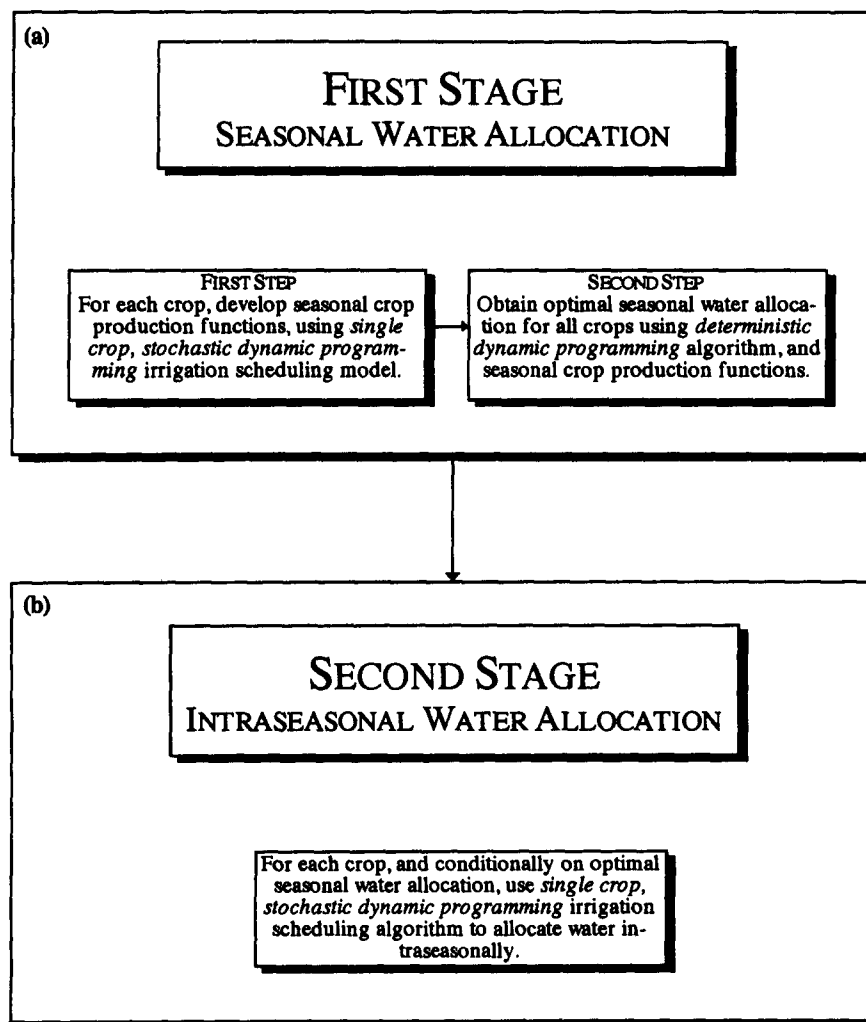 (a)
FIRST STAGE
SEASONAL WATER ALLOCATION
FIRST STEP
For each crop, develop seasonal crop
production functions, using single
crop, stochastic dynamic program-
ming irrigation scheduling model.
SECOND STEP
Obtain optimal seasonal water alloca-
tion for all crops using deterministic
dynamic programming algorithm, and
seasonal crop production functions.
(b)
SECOND STAGE
INTRASEASONAL WATER ALLOCATION
For each crop, and conditionally on optimal
seasonal water allocation, use single crop,
stochastic dynamic programming irrigation
scheduling algorithm to allocate water in-
traseasonally.